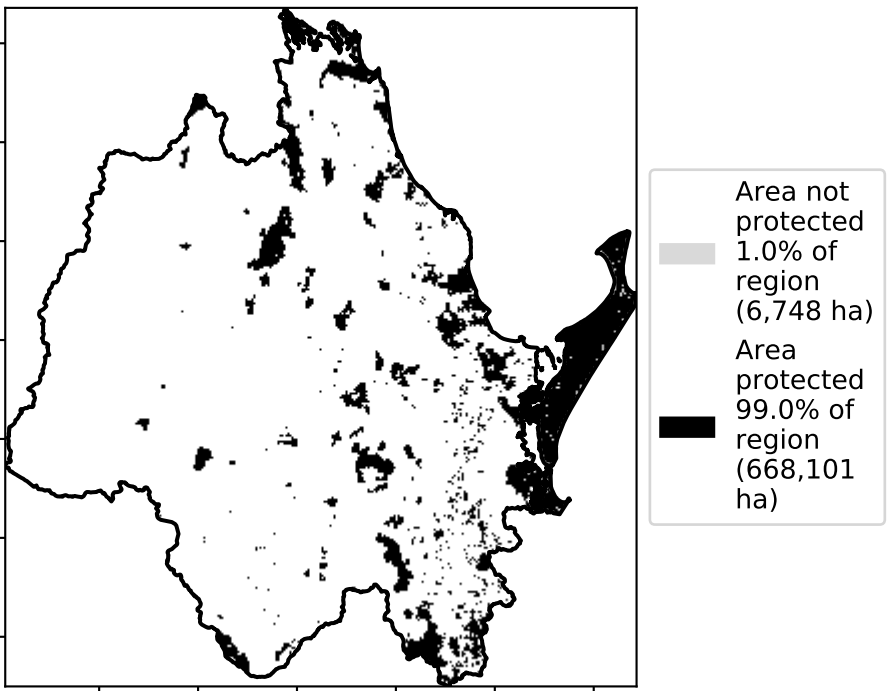 Area not
protected
1.0% of
region
(6,748 ha)
Area
protected
99.0% of
region
(668,101
ha)